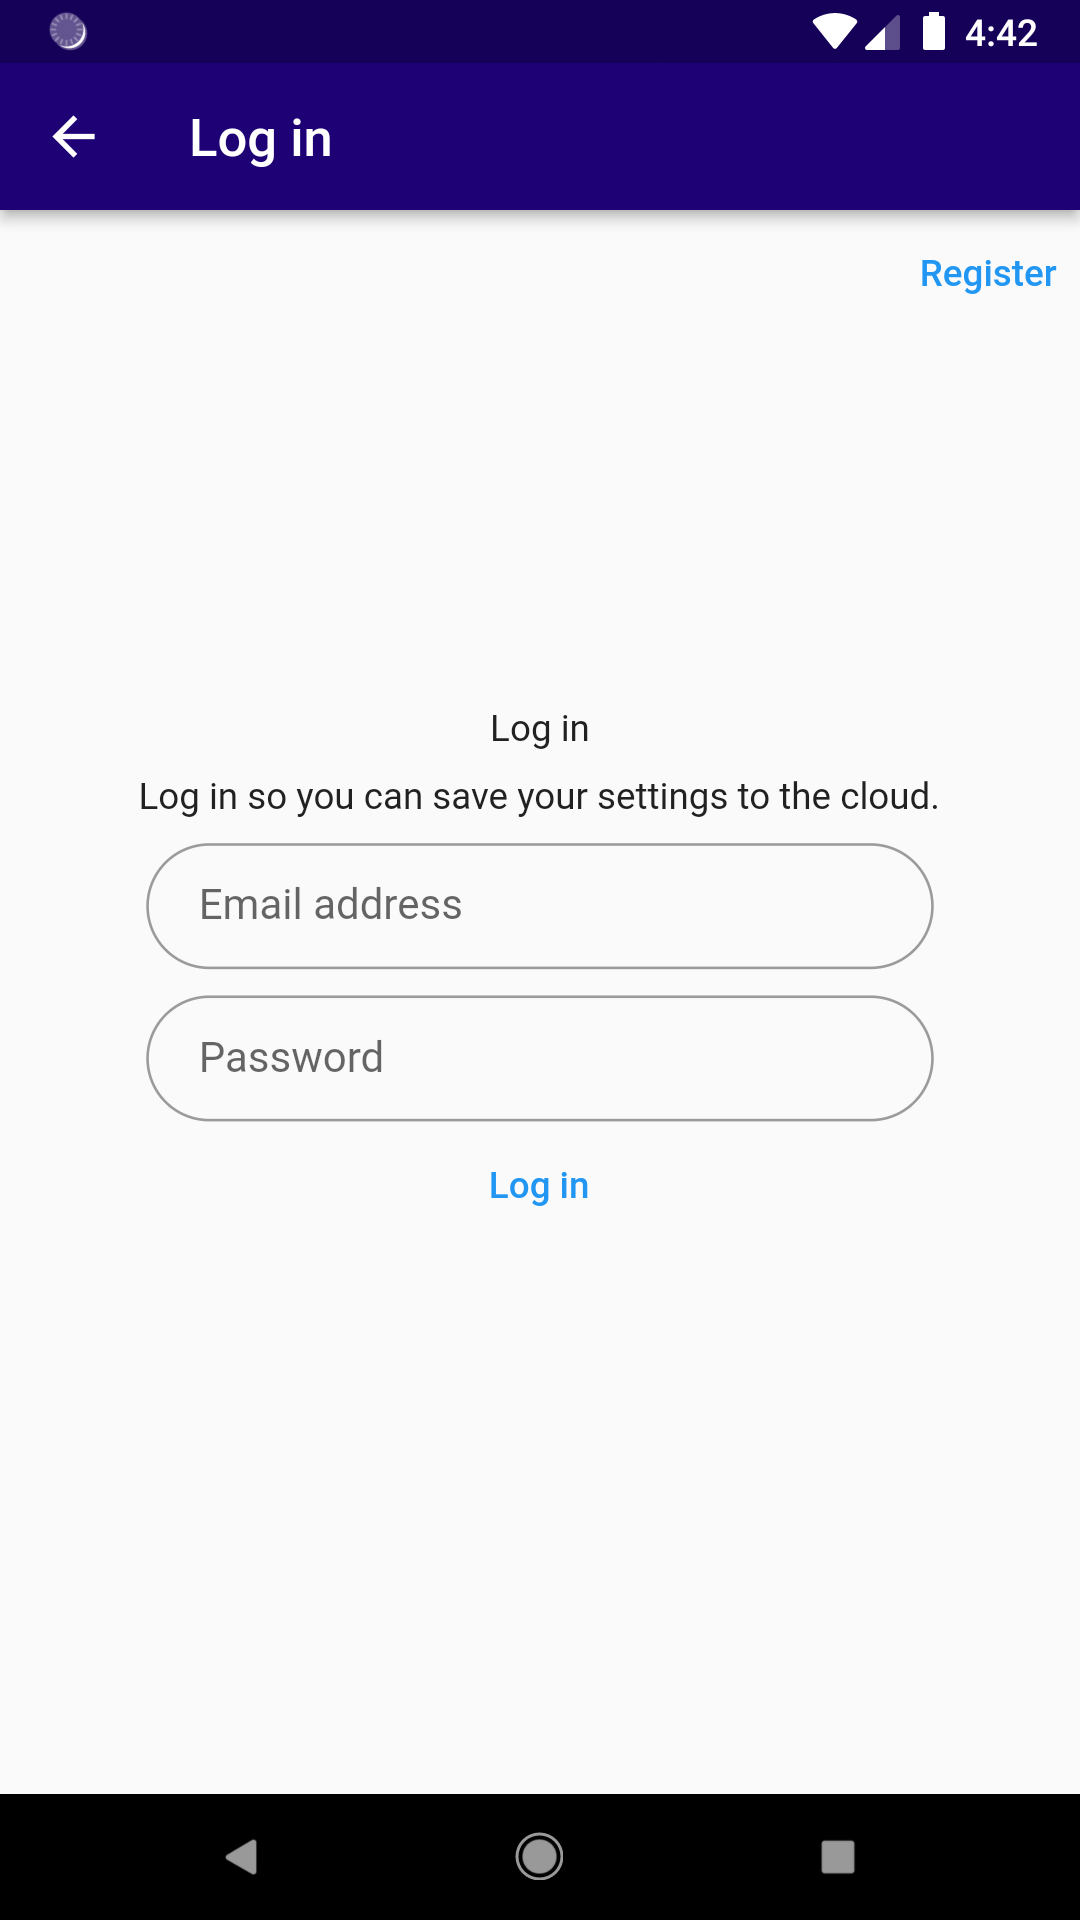 4:42
Log in
Register
Log in
Log in so you can save your settings to the cloud.
Email address
Password
Log in